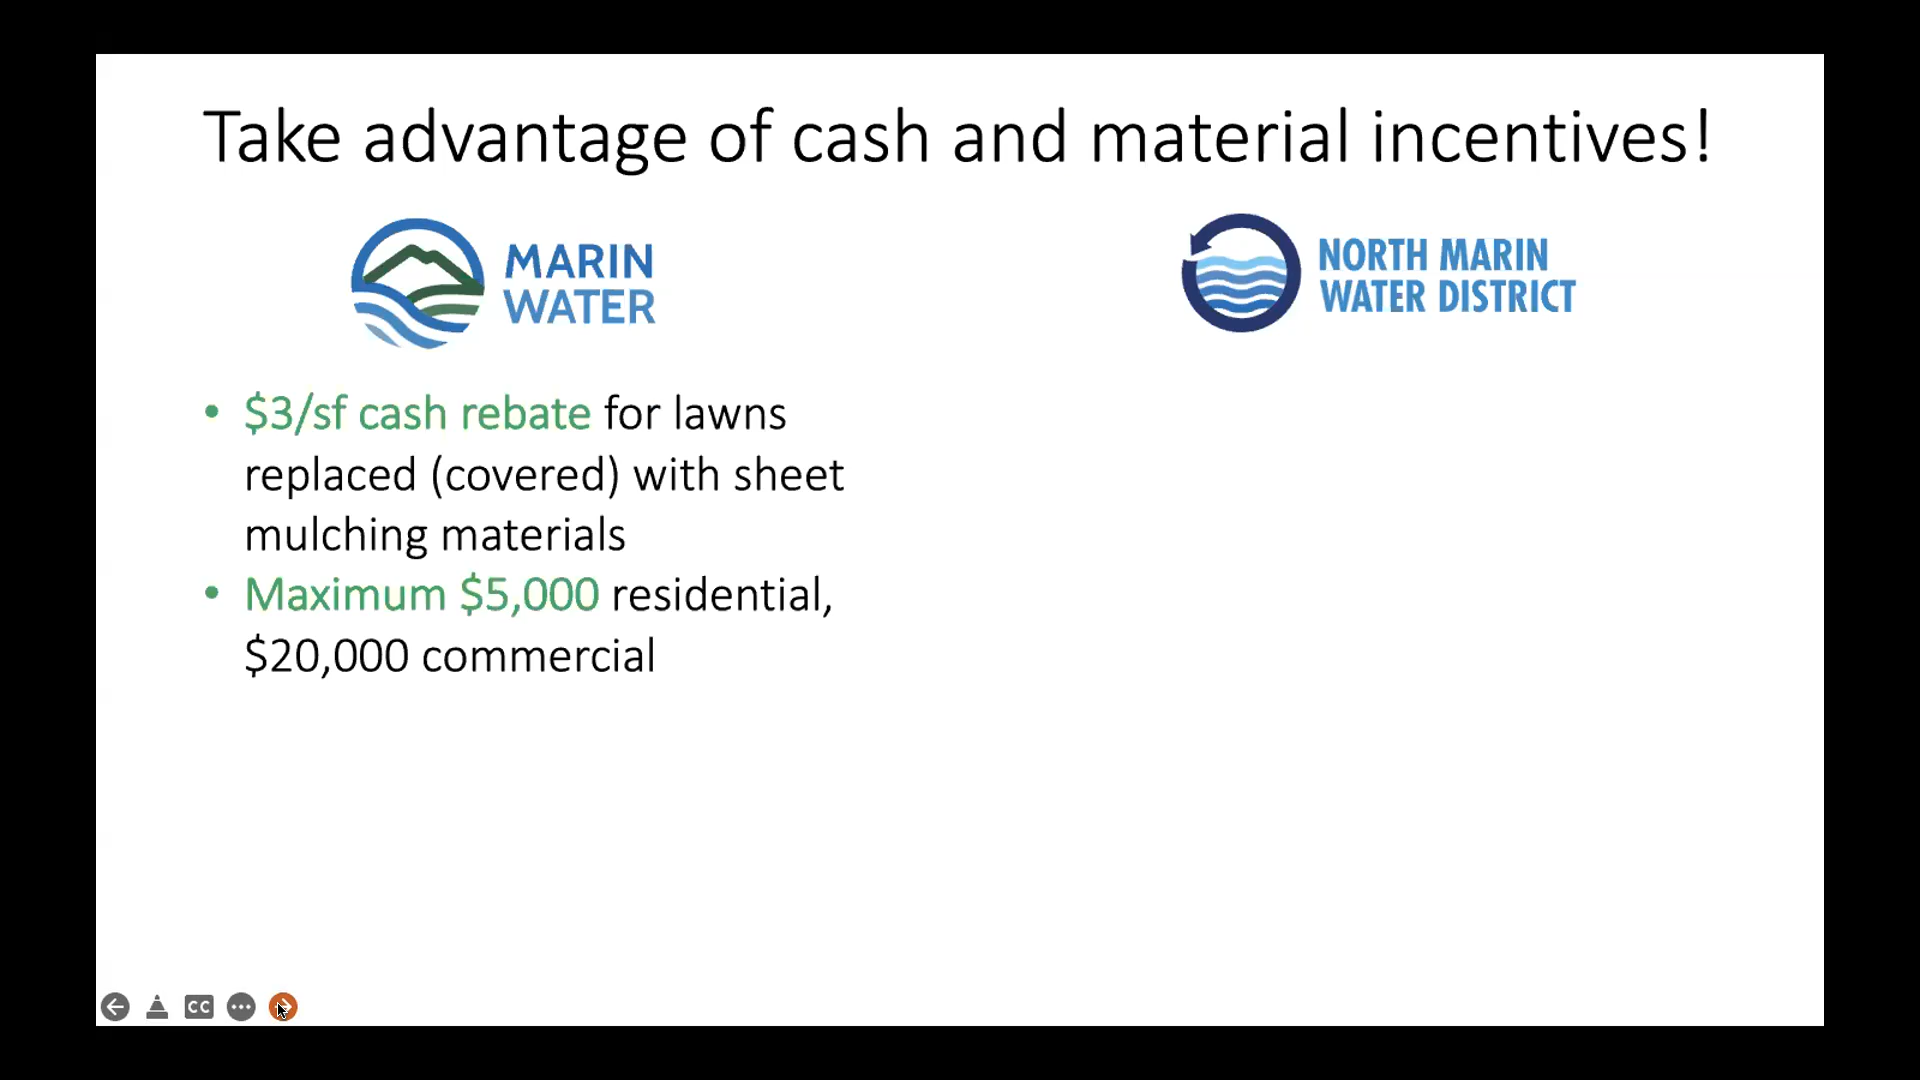 Take advantage of cash and material incentives!
MARIN
WATER
NORTH MARIN
WATER DISTRICT
• $3/sf cash rebate for lawns
replaced (covered) with sheet
mulching materials
• Maximum $5,000 residential,
$20,000 commercial
CC